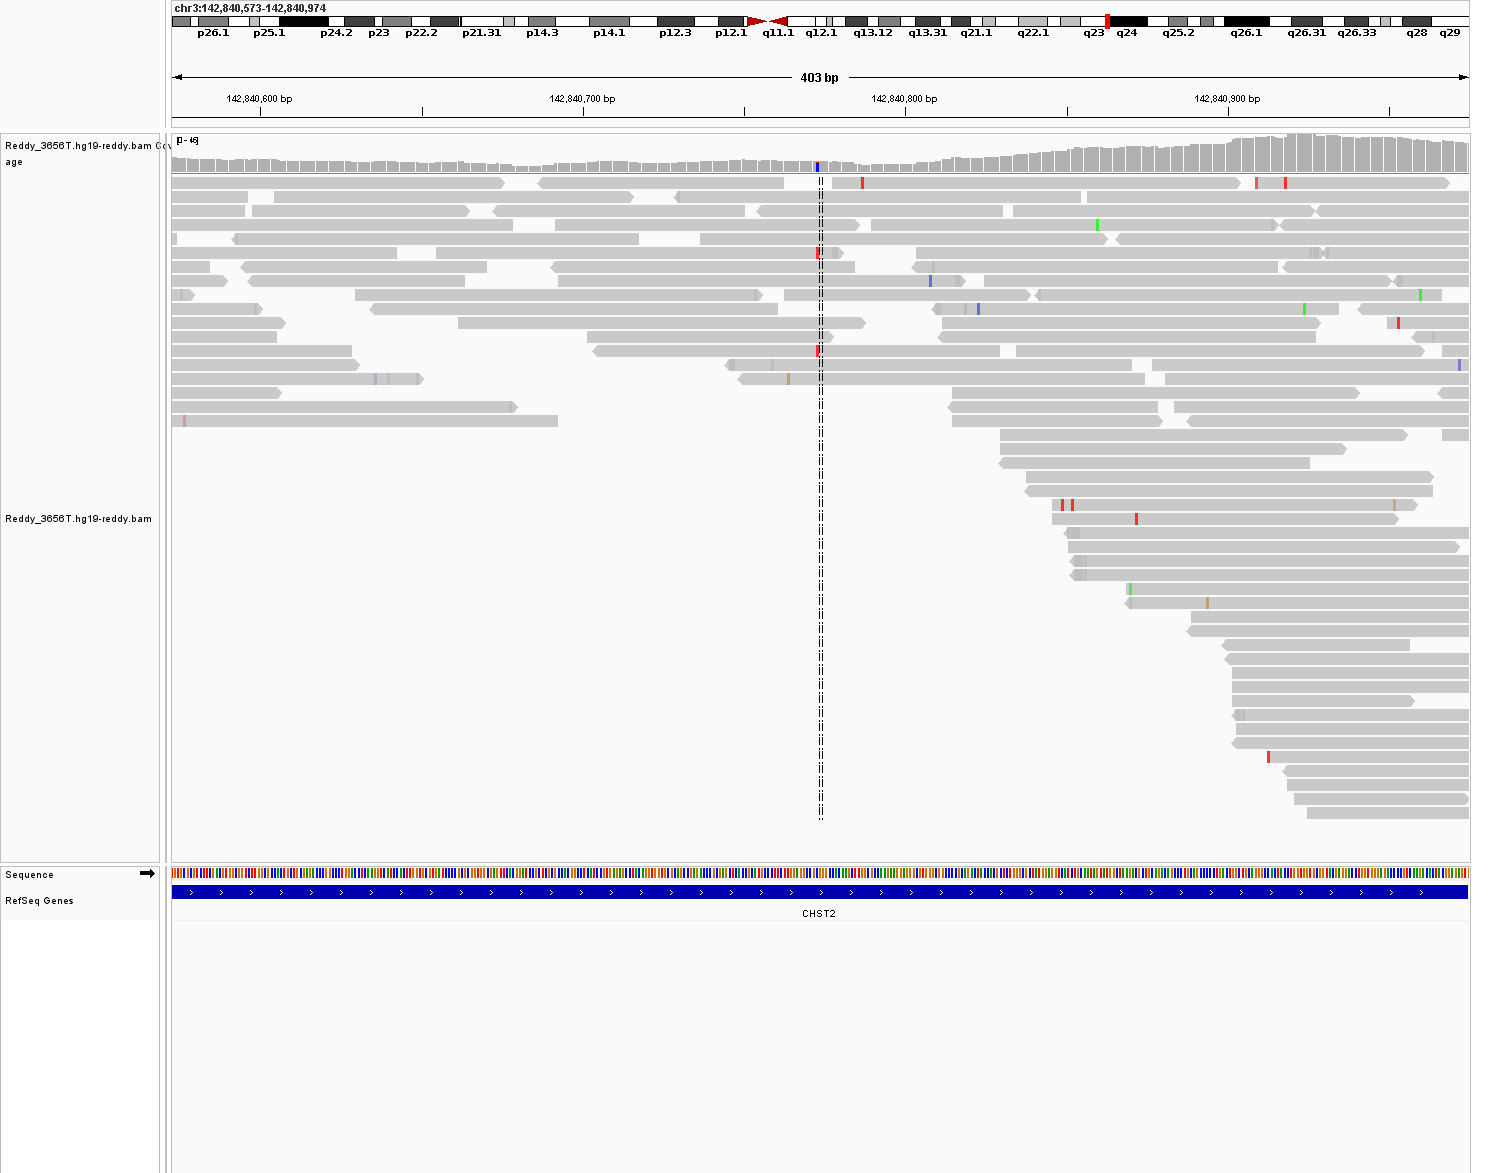 chr3:142,840,573-142,840,974
p26.1 p25.1 p24.2 p23 p22.2 p21.31 p14.3 p14.1 p12.3 p12.1 q11.1 q12.1 q13.12 q13.31 q21.1 q22.1 q23 q24 q25.2 q26.1 q26.31 q26.33 q28 q29
403 bp
142,840,600 bp 142,840,700 bp 142,840,800 bp 142,840,900 bp
Reddy_3656T.hg19-reddy.bam Cov
age
[0 - 46]
Reddy_3656T.hg19-reddy.bam
Sequence
RefSeq Genes
CHST2